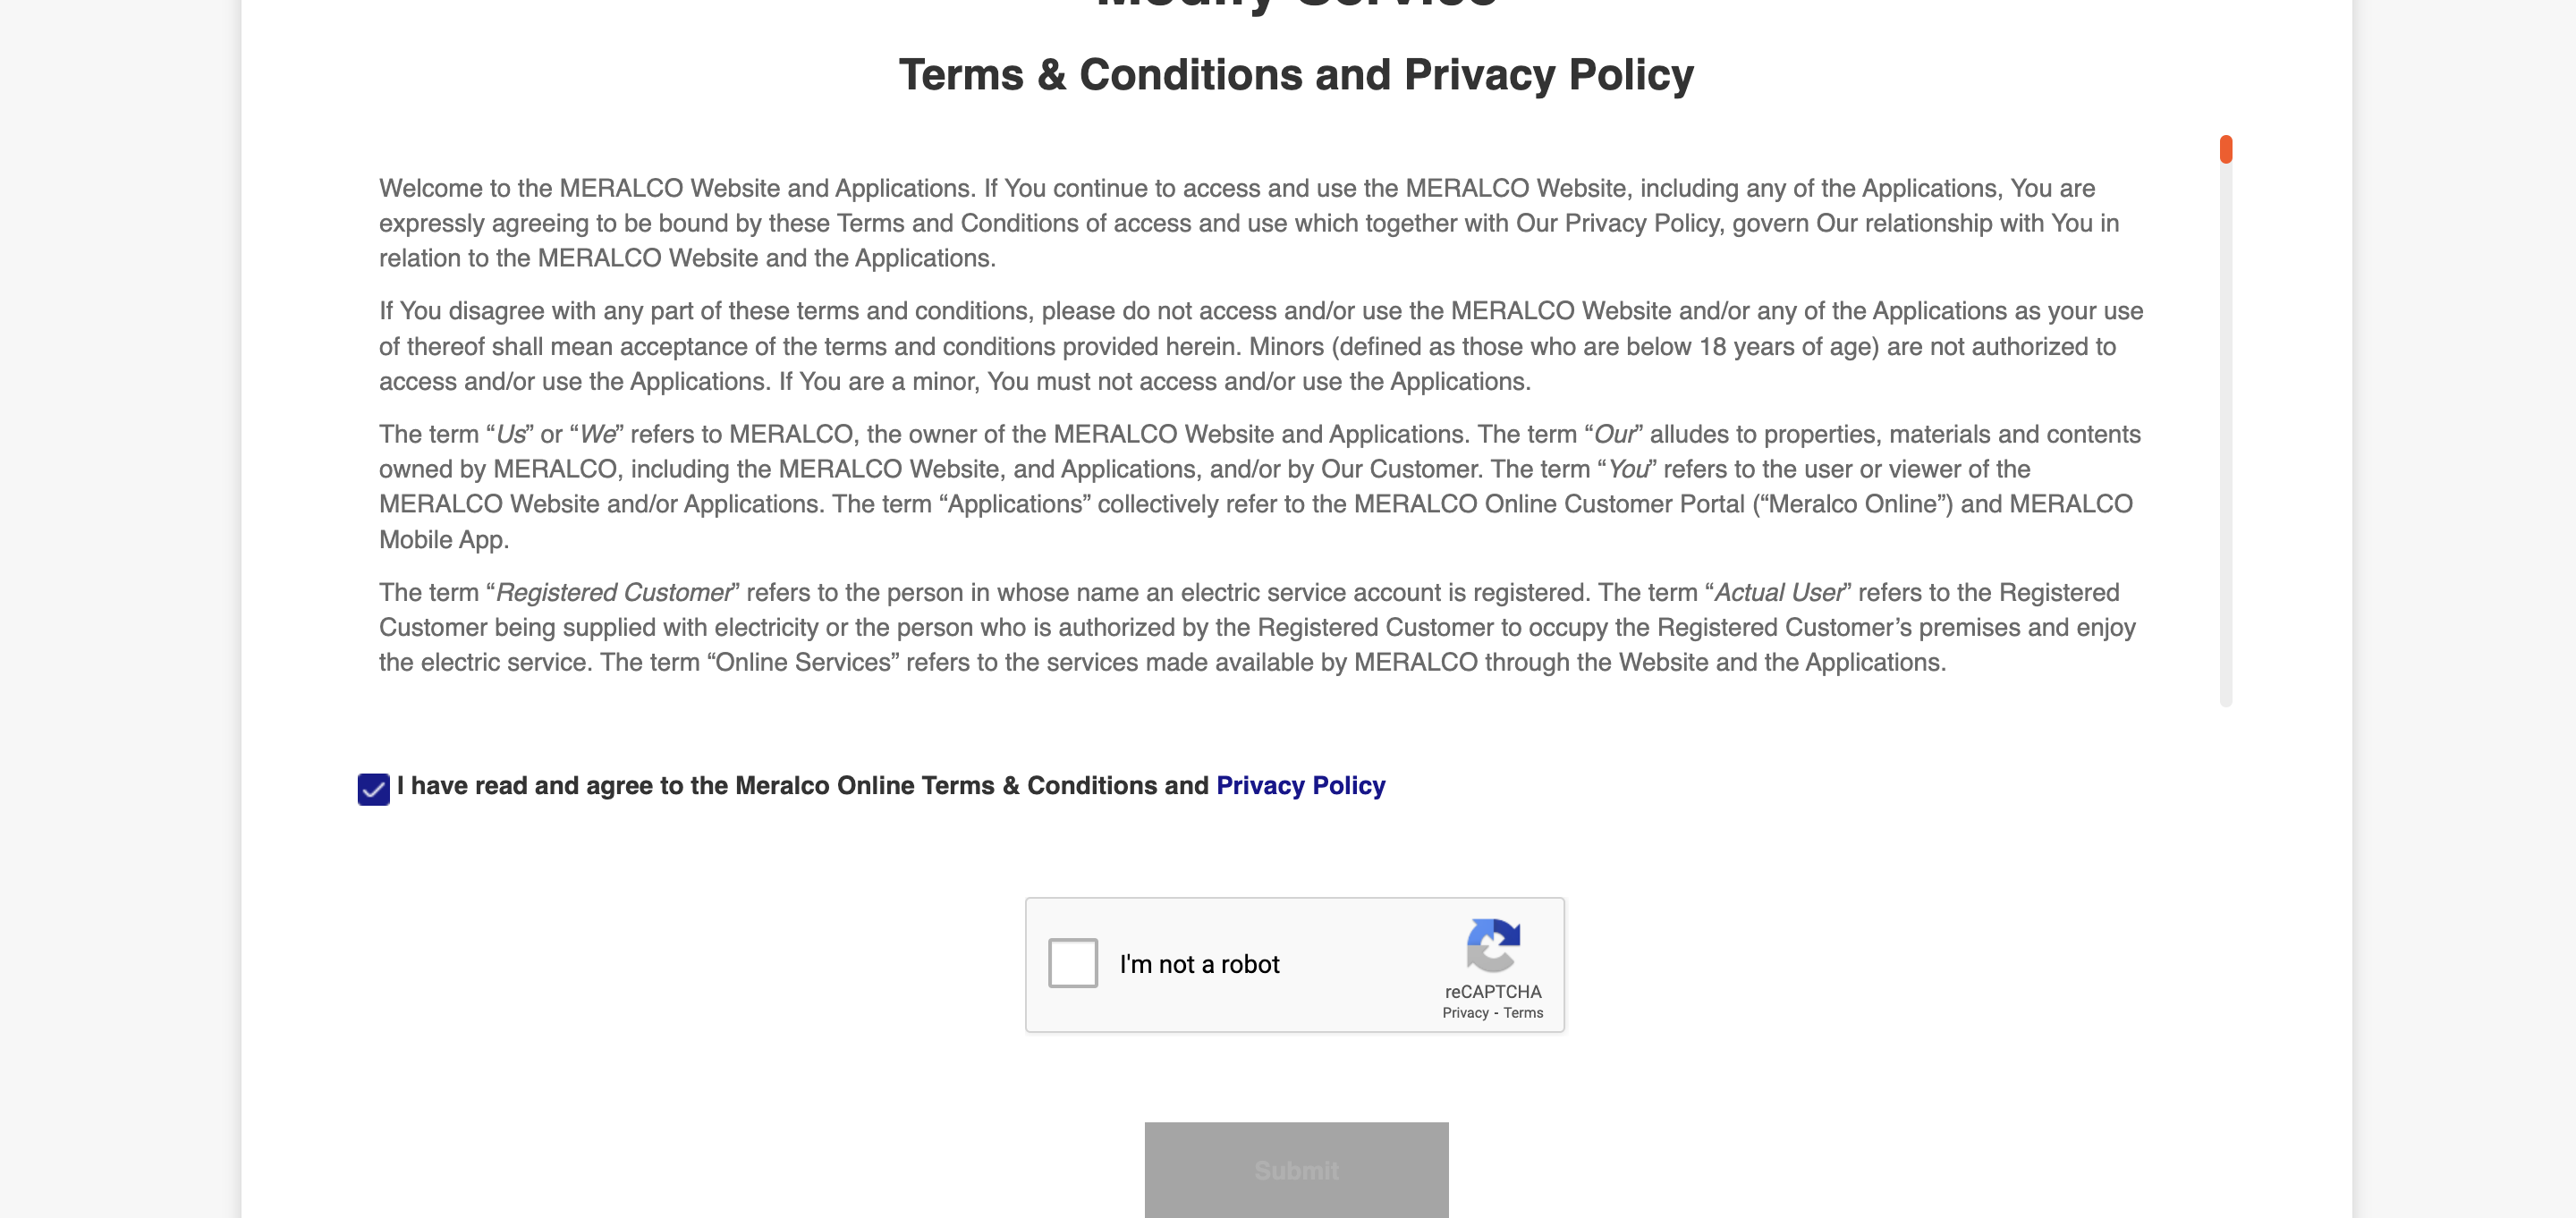 Modify Service
Terms & Conditions and Privacy Policy
Welcome to the MERALCO Website and Applications. If You continue to access and use the MERALCO Website, including any of the Applications, You are
expressly agreeing to be bound by these Terms and Conditions of access and use which together with Our Privacy Policy, govern Our relationship with You in
relation to the MERALCO Website and the Applications.
If You disagree with any part of these terms and conditions, please do not access and/or use the MERALCO Website and/or any of the Applications as your use
of thereof shall mean acceptance of the terms and conditions provided herein. Minors (defined as those who are below 18 years of age) are not authorized to
access and/or use the Applications. If You are a minor, You must not access and/or use the Applications.
The term “Us” or “We” refers to MERALCO, the owner of the MERALCO Website and Applications. The term “Our” alludes to properties, materials and contents
owned by MERALCO, including the MERALCO Website, and Applications, and/or by Our Customer. The term “You” refers to the user or viewer of the
MERALCO Website and/or Applications. The term “Applications” collectively refer to the MERALCO Online Customer Portal (“Meralco Online”) and MERALCO
Mobile App.
The term “Registered Customer” refers to the person in whose name an electric service account is registered. The term “Actual User” refers to the Registered
Customer being supplied with electricity or the person who is authorized by the Registered Customer to occupy the Registered Customer’s premises and enjoy
the electric service. The term “Online Services” refers to the services made available by MERALCO through the Website and the Applications.
I have read and agree to the Meralco Online Terms & Conditions and Privacy Policy
I'm not a robot
reCAPTCHA
Privacy - Terms
Submit